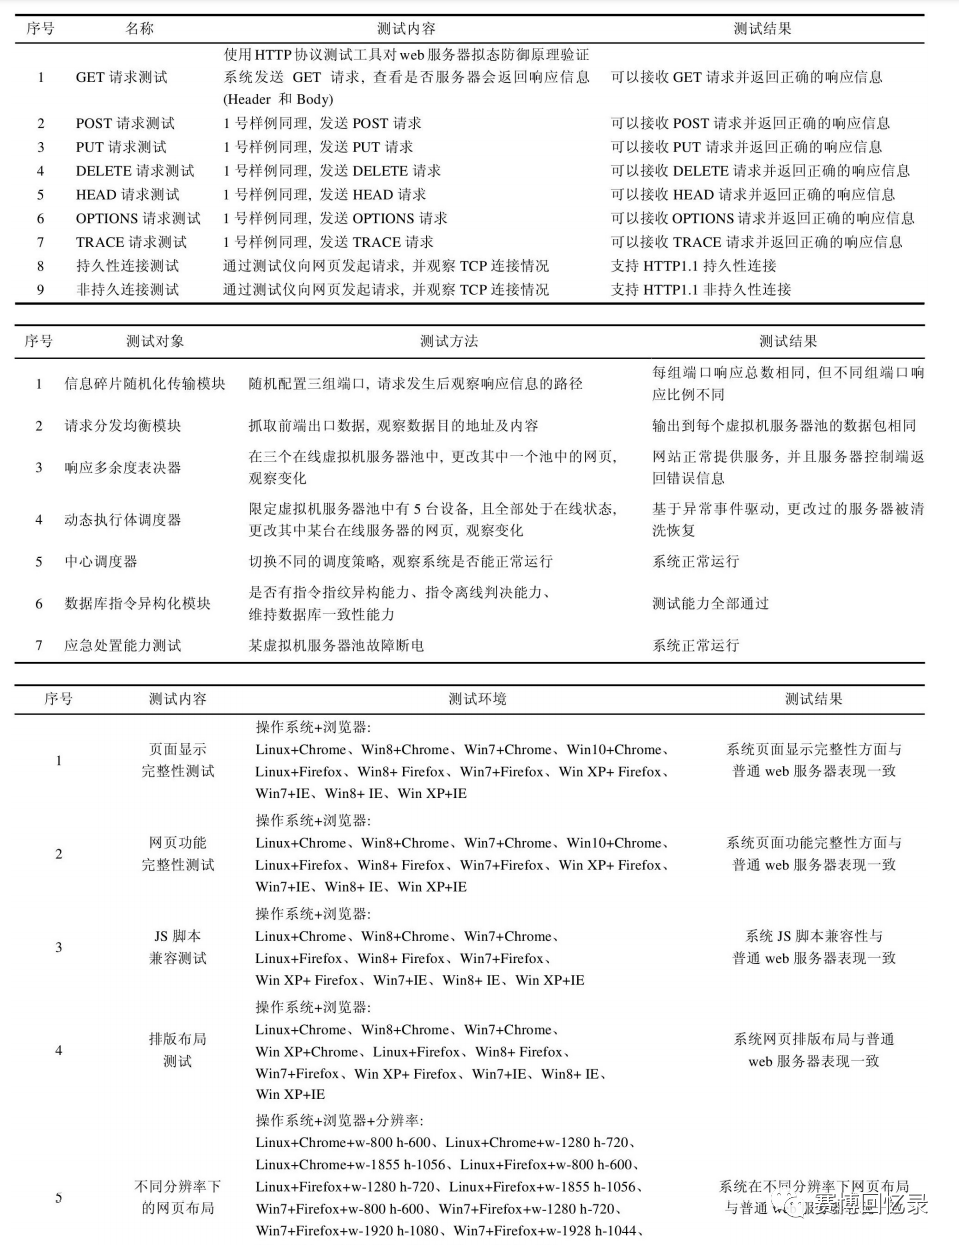 序号 名称 测试内容 测试结果
使用HTTP协议测试工具对web服务器拟态防御原理验证
1 GET请求测试 系统发送 GET 请求, 查看是否服务器会返回响应信息 可以接收 GET 请求并返回正确的响应信息
(Header 和 Body)
2 POST 请求测试 1号样例同理, 发送 POST 请求 可以接收 POST 请求并返回正确的响应信息
3 PUT 请求测试 1号样例同理, 发送 PUT 请求 可以接收 PUT 请求并返回正确的响应信息
4 DELETE 请求测试 1号样例同理, 发送 DELETE 请求 可以接收 DELETE 请求并返回正确的响应信息
5 HEAD 请求测试 1号样例同理, 发送 HEAD 请求 可以接收 HEAD 请求并返回正确的响应信息
6 OPTIONS 请求测试 1号样例同理, 发送 OPTIONS 请求 可以接收 OPTIONS 请求并返回正确的响应信息
7 TRACE 请求测试 1号样例同理, 发送 TRACE 请求 可以接收 TRACE 请求并返回正确的响应信息
8 持久性连接测试 通过测试仪向网页发起请求, 并观察 TCP 连接情况 支持 HTTP1.1 持久性连接
9 非持久连接测试 通过测试仪向网页发起请求, 并观察 TCP 连接情况 支持 HTTP1.1 非持久性连接
序号 测试对象 测试方法 测试结果
1 信息碎片随机化传输模块 随机配置三组端口, 请求发生后观察响应信息的路径 每组端口响应总数相同, 但不同组端口响
应比例不同
2 请求分发均衡模块 抓取前端出口数据, 观察数据目的地址及内容 输出到每个虚拟机服务器池的数据包相同
3 响应多余度表决器 在三个在线虚拟机服务器池中, 更改其中一个池中的网页, 网站正常提供服务, 并且服务器控制端返
观察变化 回错误信息
4 动态执行体调度器 限定虚拟机服务器池中有 5 台设备, 且全部处于在线状态, 基于异常事件驱动, 更改过的服务器被清
更改其中某台在线服务器的网页, 观察变化 洗恢复
5 中心调度器 切换不同的调度策略, 观察系统是否能正常运行 系统正常运行
6 数据库指令异构化模块 是否有指令指纹异构能力、指令离线判决能力、 测试能力全部通过
维持数据库一致性能力
7 应急处置能力测试 某虚拟机服务器池故障断电 系统正常运行
序号 测试内容 测试环境 测试结果
操作系统+浏览器:
1 页面显示 Linux+Chrome、Win8+Chrome、Win7+Chrome、Win10+Chrome、 系统页面显示完整性方面与
完整性测试 Linux+Firefox、Win8+ Firefox、Win7+Firefox、Win XP+ Firefox、 普通 web 服务器表现一致
Win7+IE、Win8+ IE、Win XP+IE
操作系统+浏览器:
2 网页功能 Linux+Chrome、Win8+Chrome、Win7+Chrome、Win10+Chrome、 系统页面功能完整性方面与
完整性测试 Linux+Firefox、Win8+ Firefox、Win7+Firefox、Win XP+ Firefox、 普通 web 服务器表现一致
Win7+IE、Win8+ IE、Win XP+IE
操作系统+浏览器:
3 JS 脚本 Linux+Chrome、Win8+Chrome、Win7+Chrome、 系统 JS 脚本兼容性与
兼容测试 Linux+Firefox、Win8+ Firefox、Win7+Firefox、 普通 web 服务器表现一致
Win XP+ Firefox、Win7+IE、Win8+ IE、Win XP+IE
操作系统+浏览器:
4 排版布局 Linux+Chrome、Win8+Chrome、Win7+Chrome、 系统网页排版布局与普通
测试 Win XP+Chrome、Linux+Firefox、Win8+ Firefox、 web 服务器表现一致
Win7+Firefox、Win XP+ Firefox、Win7+IE、Win8+ IE、
Win XP+IE
操作系统+浏览器+分辨率:
Linux+Chrome+w-800 h-600、Linux+Chrome+w-1280 h-720、
Linux+Chrome+w-1855 h-1056、Linux+Firefox+w-800 h-600、
5 不同分辨率下 Linux+Firefox+w-1280 h-720、Linux+Firefox+w-1855 h-1056、 系统在不同分辨率下网页布局
的网页布局 Win7+Firefox+w-800 h-600、Win7+Firefox+w-1280 h-720、 与普通 web 服
Win7+Firefox+w-1920 h-1080、Win7+Firefox+w-1928 h-1044、
赛博回忆录